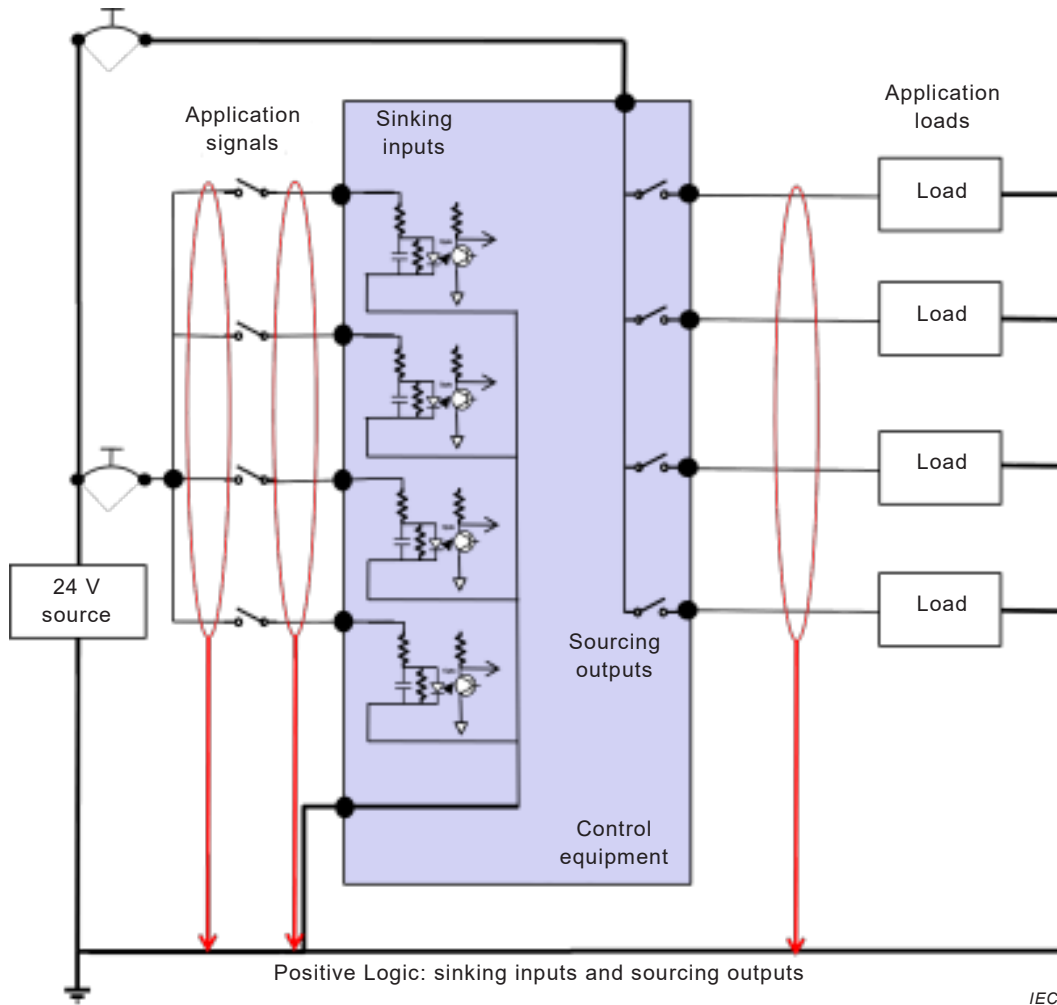 Application
signals
Sinking
inputs
Application
loads
Load
Load
Load
24 V
source
Load
Sourcing
outputs
Control
equipment
Positive Logic: sinking inputs and sourcing outputs
IEC